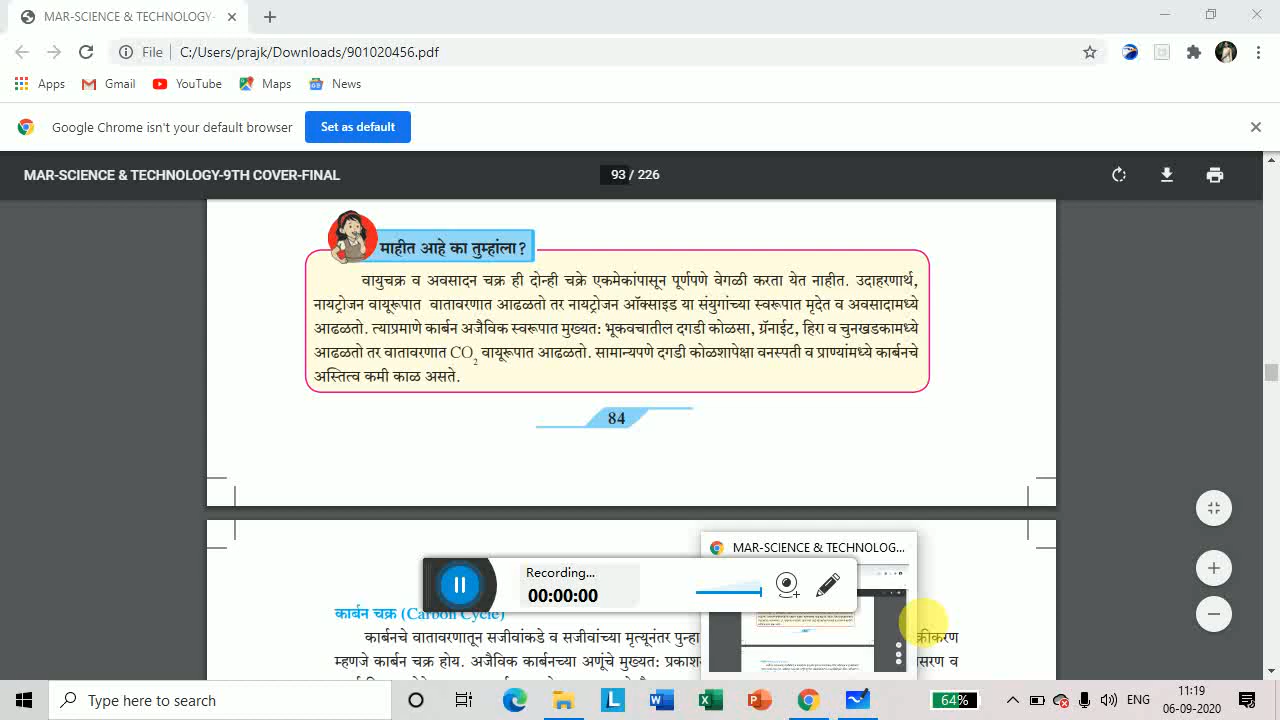 MAR-SCIENCE & TECHNOLOGY-
File C:/Users/prajk/Downloads/901020456.pdf
Apps Gmail YouTube Maps News
Google Chrome isn't your default browser Set as default
MAR-SCIENCE & TECHNOLOGY-9TH COVER-FINAL 93 / 226
माहीत आहे का तुम्हांला ?
वायुचक्र व अवसादन चक्र ही दोन्ही चक्रे एकमेकांपासून पूर्णपणे वेगळी करता येत नाहीत. उदाहरणार्थ,
नायट्रोजन वायूरूपात वातावरणात आढळतो तर नायट्रोजन ऑक्साइड या संयुगांच्या स्वरूपात मृदेत व अवसादामध्ये
आढळतो. त्याप्रमाणे कार्बन अजैविक स्वरूपात मुख्यत: भूकवचातील दगडी कोळसा, ग्रॅनाईट, हिरा व चुनखडकामध्ये
आढळतो तर वातावरणात CO₂ वायूरूपात आढळतो. सामान्यपणे दगडी कोळशापेक्षा वनस्पती व प्राण्यांमध्ये कार्बनचे
अस्तित्व कमी काळ असते.
84
MAR-SCIENCE & TECHNOLOG...
Recording...
00:00:00
कार्बन चक्र (Carbon Cycle)
कार्बनचे वातावरणातून सजीवांकडे व सजीवांच्या मृत्यूनंतर पुन्हा
म्हणजे कार्बन चक्र होय. अजैविक कार्बनच्या अणूंचे मुख्यत: सरण व
Type here to search 64% ENG 11:19
06-09-2020